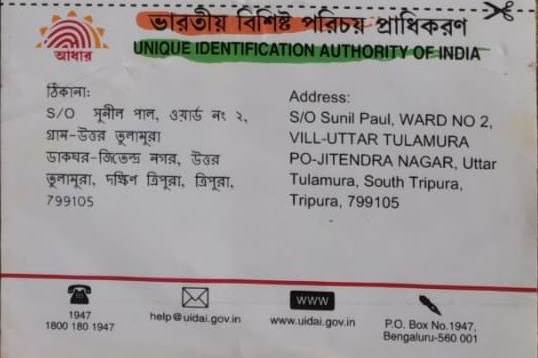 ভারতীয় বিশিষ্ট পরিচয় প্রাধিকরণ
UNIQUE IDENTIFICATION AUTHORITY OF INDIA
আধার
ঠিকানা:
S/O সুনীল পাল, ওয়ার্ড নং ২,
গ্রাম-উত্তর তুলামুরা
ডাকঘর-জিতেন্দ্র নগর, উত্তর
তুলামুরা, দক্ষিণ ত্রিপুরা, ত্রিপুরা,
799105
Address:
S/O Sunil Paul, WARD NO 2,
VILL-UTTAR TULAMURA
PO-JITENDRA NAGAR, Uttar
Tulamura, South Tripura,
Tripura, 799105
1947
1800 180 1947
help@uidai.gov.in
www
www.uidai.gov.in
P.O. Box No.1947,
Bengaluru-560 001